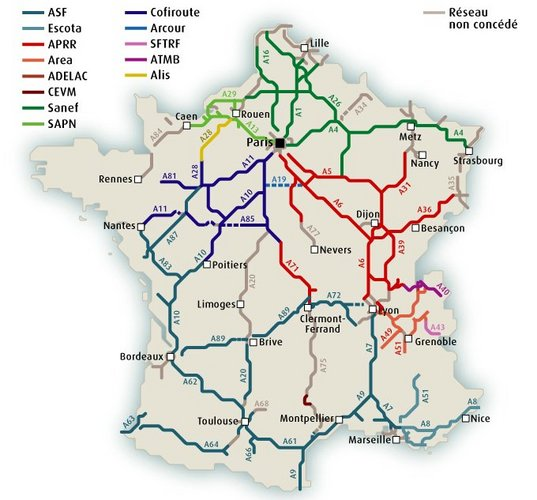 ASF
Escota
APRR
Area
ADELAC
CEVM
Sanef
SAPN
Cofiroute
Arcour
SFTRF
ATMB
Alis
Réseau
non concédé
Lille
A16
A1
A29
A26
A34
Rouen
Caen
A13
A28
A84
Paris
A4
Metz
A4
Strasbourg
Nancy
Rennes
A81
A28
A11
A10
A19
A5
A31
A35
A6
A36
Nantes
A11
A87
A85
A77
Dijon
Besançon
A39
A83
A10
Poitiers
Nevers
A20
A71
A6
A40
Limoges
A72
Clermont-
Ferrand
Lyon
A43
A49
A51
Grenoble
A10
A89
A89
Brive
Bordeaux
A20
A75
A7
A62
A51
A9
A7
A8
A8
Nice
A63
A64
Toulouse
A68
A66
A61
Montpellier
Marseille
A9